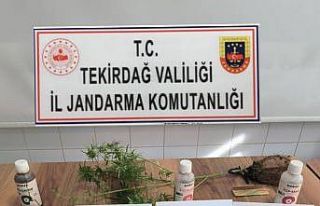 T.C.
TEKİRDAĞ VALİLİĞİ
İL JANDARMA KOMUTANLIĞI